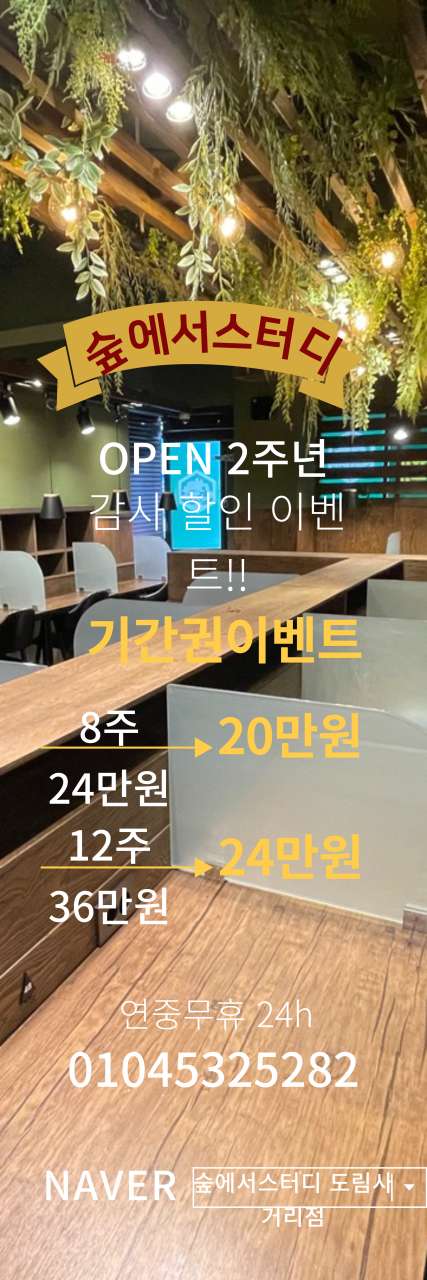 숲에서스터디
OPEN 2주년
감사 할인 이벤
트!!
기간권이벤트
8주
24만원
20만원
12주
36만원
24만원
연중무휴 24h
01045325282
NAVER 숲에서스터디 도림새
거리점